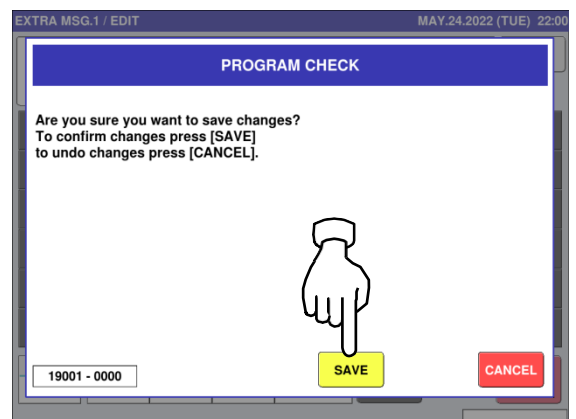 EXTRA MSG.1 / EDIT MAY.24.2022 (TUE) 22:00
PROGRAM CHECK
Are you sure you want to save changes?
To confirm changes press [SAVE]
to undo changes press [CANCEL].
19001 - 0000
SAVE
CANCEL